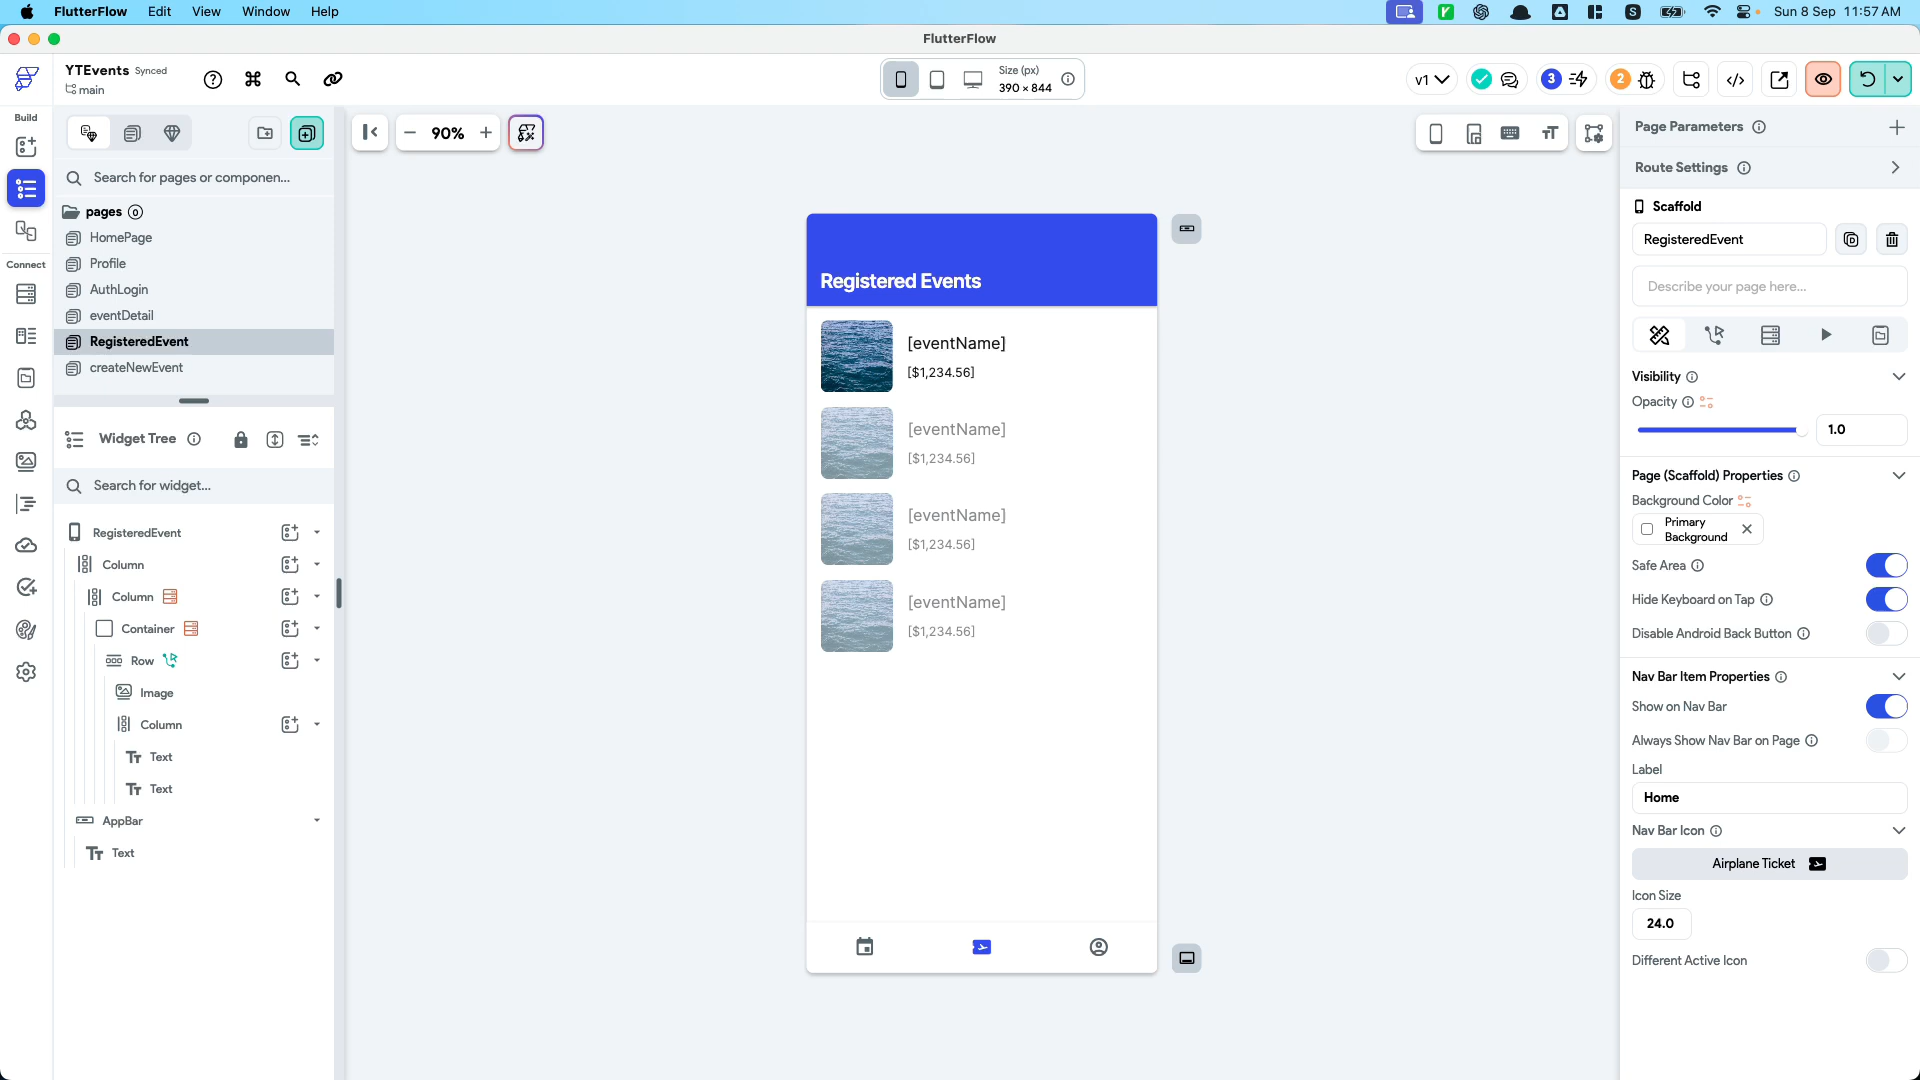 FlutterFlow Edit View Window Help
Sun 8 Sep 11:57 AM
FlutterFlow
YTEvents Synced
main
Size (px)
390 × 844
v1
3
2
Build
Connect
90%
Search for pages or componen...
pages 0
HomePage
Profile
AuthLogin
eventDetail
RegisteredEvent
createNewEvent
Widget Tree
Search for widget...
RegisteredEvent
Column
Column
Container
Row
Image
Column
Text
Text
AppBar
Text
Registered Events
[eventName]
[$1,234.56]
[eventName]
[$1,234.56]
[eventName]
[$1,234.56]
[eventName]
[$1,234.56]
Page Parameters
Route Settings
Scaffold
RegisteredEvent
Describe your page here...
Visibility
Opacity
1.0
Page (Scaffold) Properties
Background Color
Primary
Background
Safe Area
Hide Keyboard on Tap
Disable Android Back Button
Nav Bar Item Properties
Show on Nav Bar
Always Show Nav Bar on Page
Label
Home
Nav Bar Icon
Airplane Ticket
Icon Size
24.0
Different Active Icon